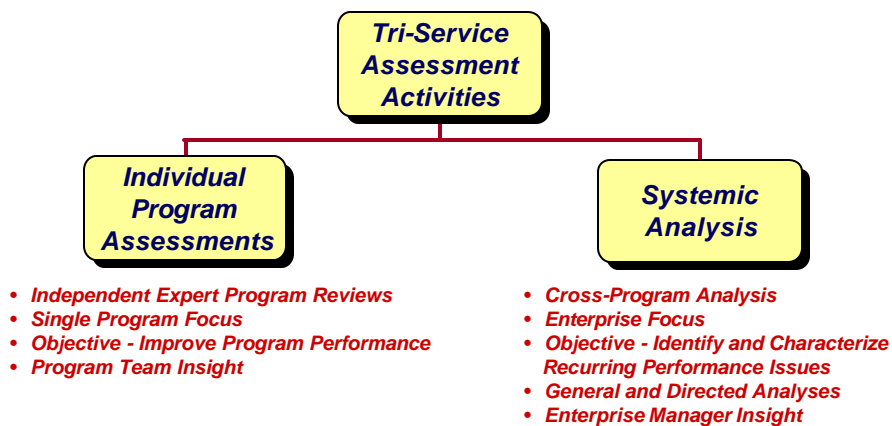 Tri-Service
Assessment
Activities
Individual
Program
Assessments
• Independent Expert Program Reviews
• Single Program Focus
• Objective - Improve Program Performance
• Program Team Insight
Systemic
Analysis
• Cross-Program Analysis
• Enterprise Focus
• Objective - Identify and Characterize
Recurring Performance Issues
• General and Directed Analyses
• Enterprise Manager Insight